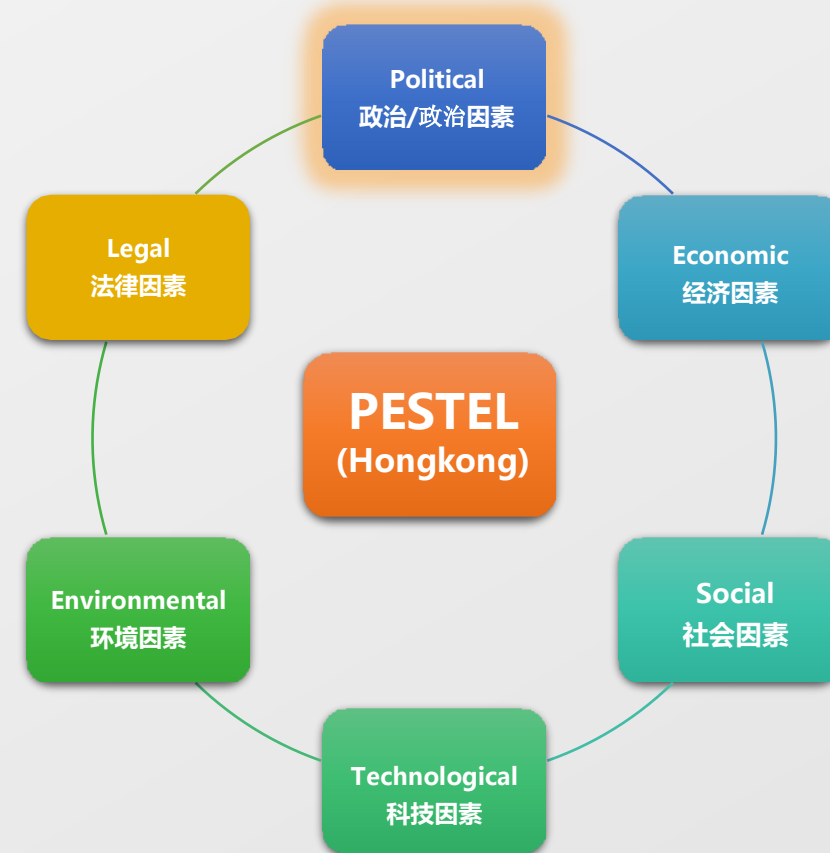 Political
政治/政治因素
Legal
法律因素
Economic
经济因素
PESTEL
(Hongkong)
Environmental
环境因素
Social
社会因素
Technological
科技因素